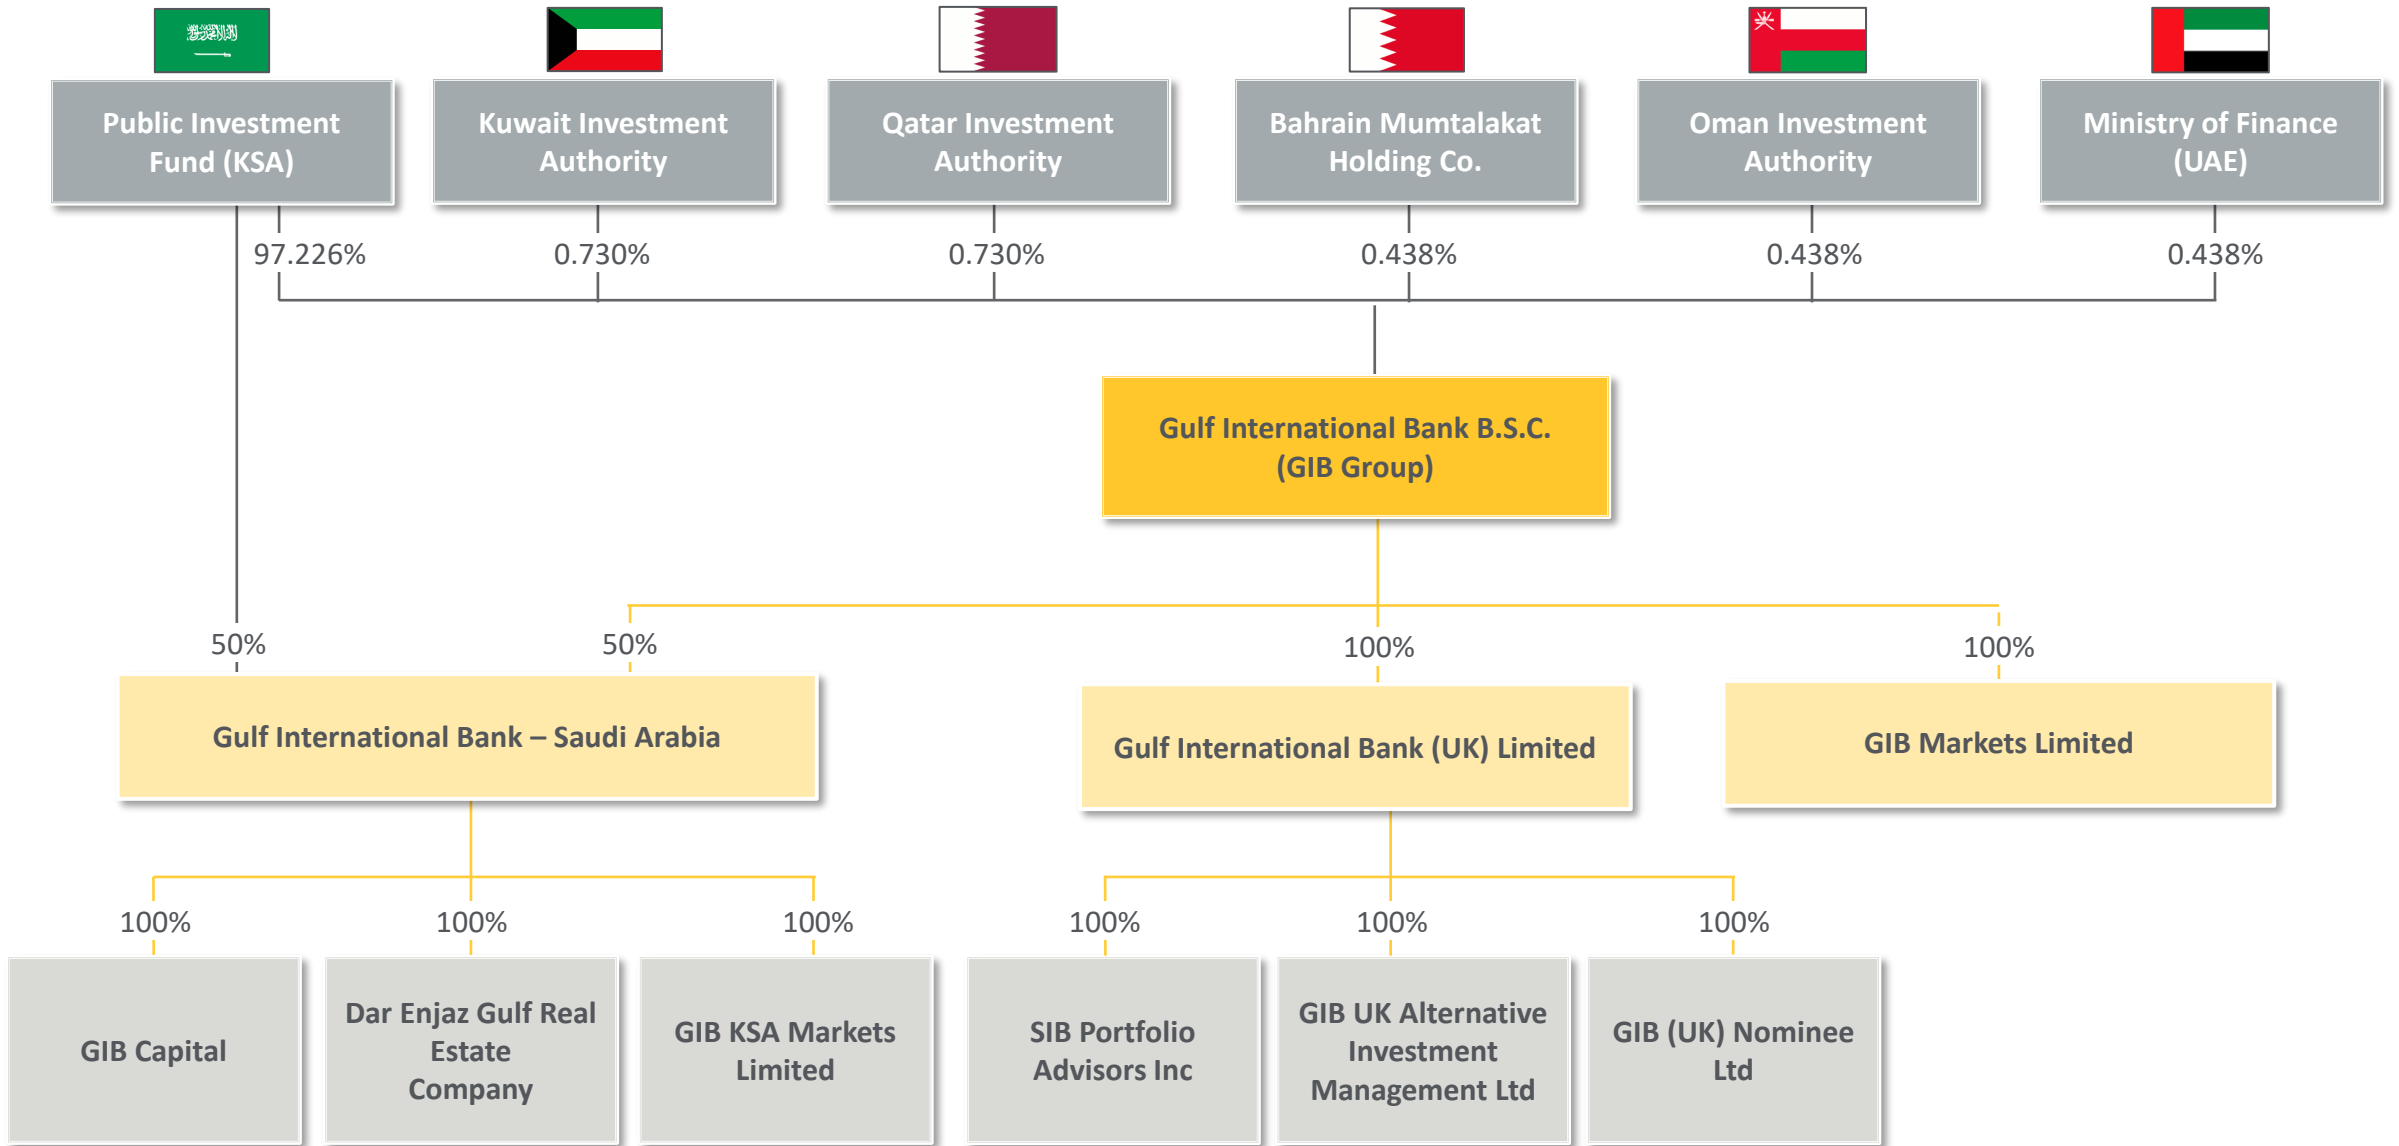 Public Investment
Fund (KSA)
Kuwait Investment
Authority
Qatar Investment
Authority
Bahrain Mumtalakat
Holding Co.
Oman Investment
Authority
Ministry of Finance
(UAE)
97.226%
0.730%
0.730%
0.438%
0.438%
0.438%
Gulf International Bank B.S.C.
(GIB Group)
50%
50%
100%
100%
Gulf International Bank – Saudi Arabia
Gulf International Bank (UK) Limited
GIB Markets Limited
100%
100%
100%
100%
100%
100%
GIB Capital
Dar Enjaz Gulf Real
Estate
Company
GIB KSA Markets
Limited
SIB Portfolio
Advisors Inc
GIB UK Alternative
Investment
Management Ltd
GIB (UK) Nominee
Ltd